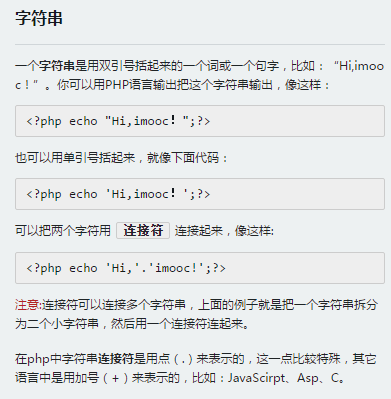 字符串
一个字符串是用双引号括起来的一个词或一个句字，比如：“Hi,imoo
c！”。你可以用PHP语言输出把这个字符串输出，像这样：
<?php echo "Hi,imooc！";?>
也可以用单引号括起来，就像下面代码：
<?php echo 'Hi,imooc！';?>
可以把两个字符用 连接符 连接起来，像这样:
<?php echo 'Hi,'.'imooc!';?>
注意:连接符可以连接多个字符串，上面的例子就是把一个字符串拆分
为二个小字符串，然后用一个连接符连起来。
在php中字符串连接符是用点（.）来表示的，这一点比较特殊，其它
语言中是用加号（+）来表示的，比如：JavaScirpt、Asp、C。